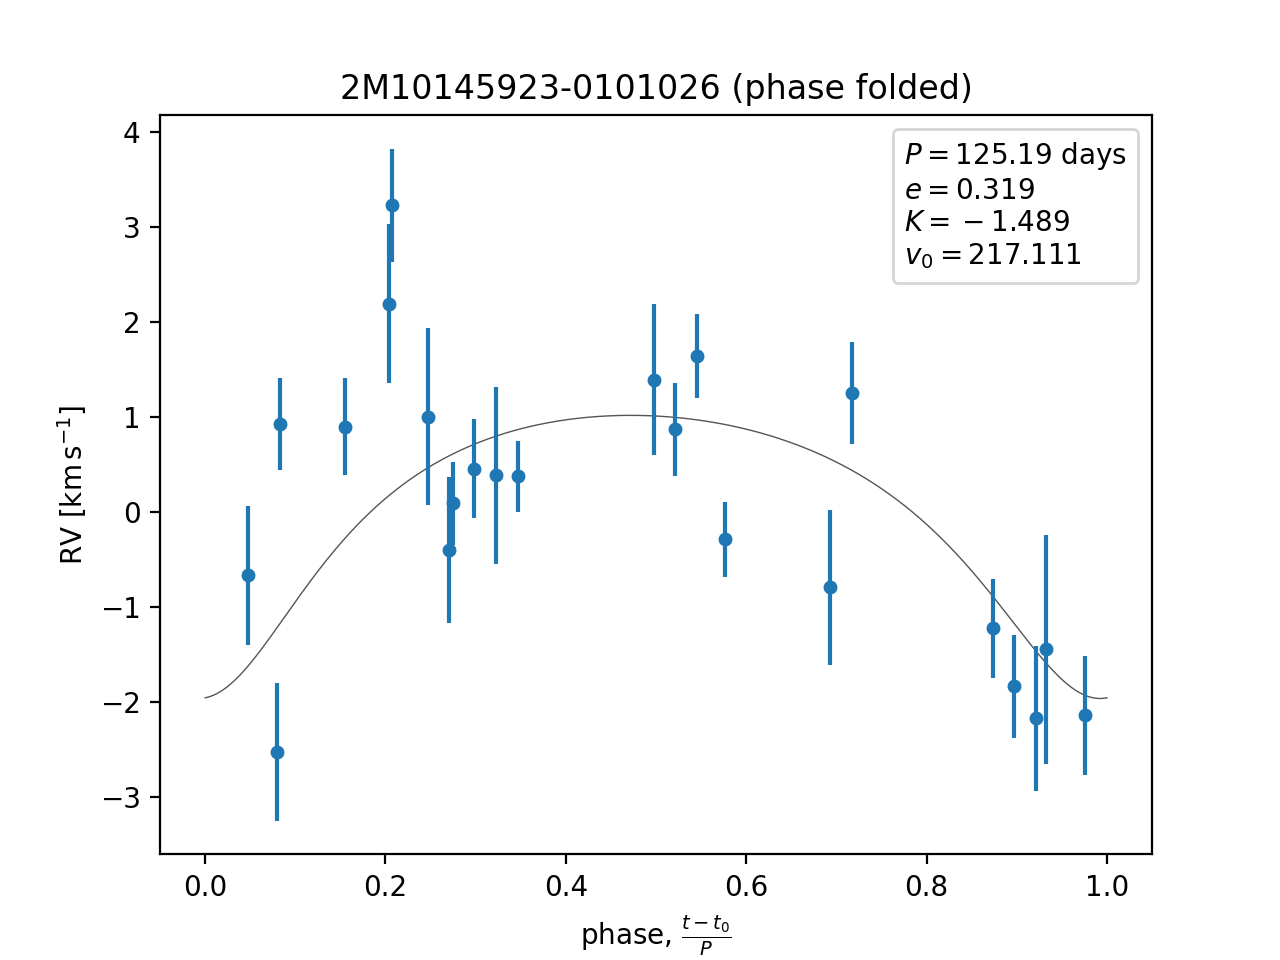 2M10145923-0101026 (phase folded)
P = 125.19 days
e = 0.319
K = −1.489
v₀ = 217.111
4
3
2
1
0
−1
−2
−3
RV [km s⁻¹]
0.0 0.2 0.4 0.6 0.8 1.0
phase, (t − t₀)/P